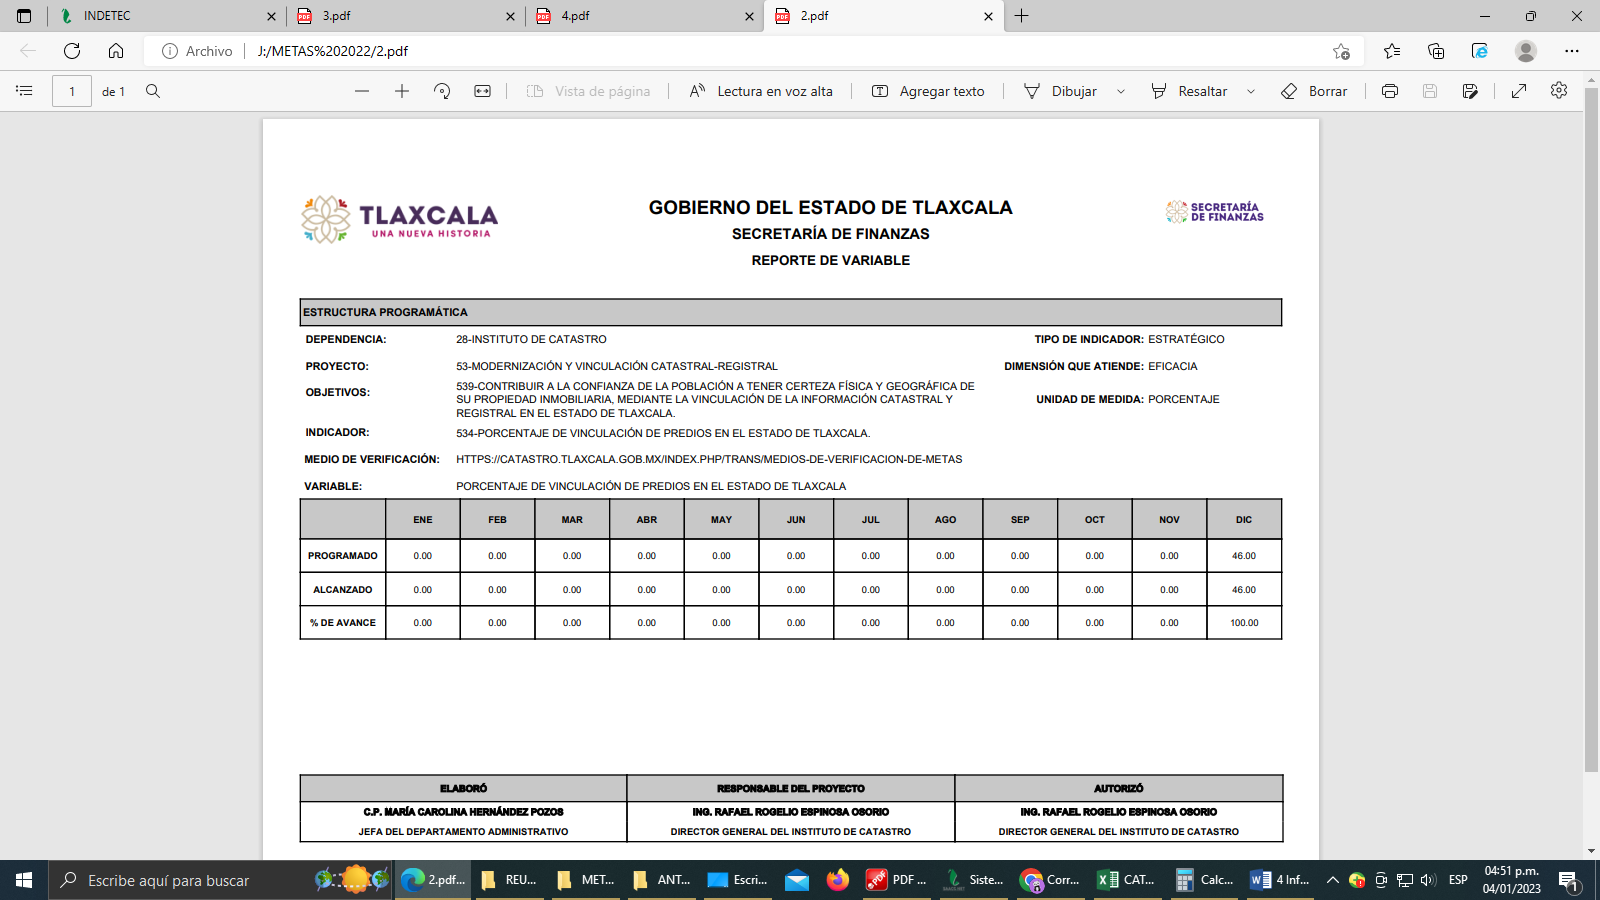 INDETEC
3.pdf
4.pdf
2.pdf
Archivo
J:/METAS%202022/2.pdf
1
de 1
Vista de página
Lectura en voz alta
Agregar texto
Dibujar
Resaltar
Borrar
TLAXCALA
UNA NUEVA HISTORIA
GOBIERNO DEL ESTADO DE TLAXCALA
SECRETARÍA DE FINANZAS
REPORTE DE VARIABLE
SECRETARÍA
DE FINANZAS
ESTRUCTURA PROGRAMÁTICA
DEPENDENCIA: 28-INSTITUTO DE CATASTRO TIPO DE INDICADOR: ESTRATÉGICO
PROYECTO: 53-MODERNIZACIÓN Y VINCULACIÓN CATASTRAL-REGISTRAL DIMENSIÓN QUE ATIENDE: EFICACIA
OBJETIVOS: 539-CONTRIBUIR A LA CONFIANZA DE LA POBLACIÓN A TENER CERTEZA FÍSICA Y GEOGRÁFICA DE
SU PROPIEDAD INMOBILIARIA, MEDIANTE LA VINCULACIÓN DE LA INFORMACIÓN CATASTRAL Y
REGISTRAL EN EL ESTADO DE TLAXCALA.
UNIDAD DE MEDIDA: PORCENTAJE
INDICADOR: 534-PORCENTAJE DE VINCULACIÓN DE PREDIOS EN EL ESTADO DE TLAXCALA.
MEDIO DE VERIFICACIÓN: HTTPS://CATASTRO.TLAXCALA.GOB.MX/INDEX.PHP/TRANS/MEDIOS-DE-VERIFICACION-DE-METAS
VARIABLE: PORCENTAJE DE VINCULACIÓN DE PREDIOS EN EL ESTADO DE TLAXCALA
ENE FEB MAR ABR MAY JUN JUL AGO SEP OCT NOV DIC
PROGRAMADO 0.00 0.00 0.00 0.00 0.00 0.00 0.00 0.00 0.00 0.00 0.00 46.00
ALCANZADO 0.00 0.00 0.00 0.00 0.00 0.00 0.00 0.00 0.00 0.00 0.00 46.00
% DE AVANCE 0.00 0.00 0.00 0.00 0.00 0.00 0.00 0.00 0.00 0.00 0.00 100.00
ELABORÓ RESPONSABLE DEL PROYECTO AUTORIZÓ
C.P. MARÍA CAROLINA HERNÁNDEZ POZOS ING. RAFAEL ROGELIO ESPINOSA OSORIO ING. RAFAEL ROGELIO ESPINOSA OSORIO
JEFA DEL DEPARTAMENTO ADMINISTRATIVO DIRECTOR GENERAL DEL INSTITUTO DE CATASTRO DIRECTOR GENERAL DEL INSTITUTO DE CATASTRO
Escribe aquí para buscar
2.pdf...
REU...
MET...
ANT...
Escri...
PDF ...
Siste...
Corr...
CAT...
Calc...
4 Inf...
ESP
04:51 p.m.
04/01/2023
1